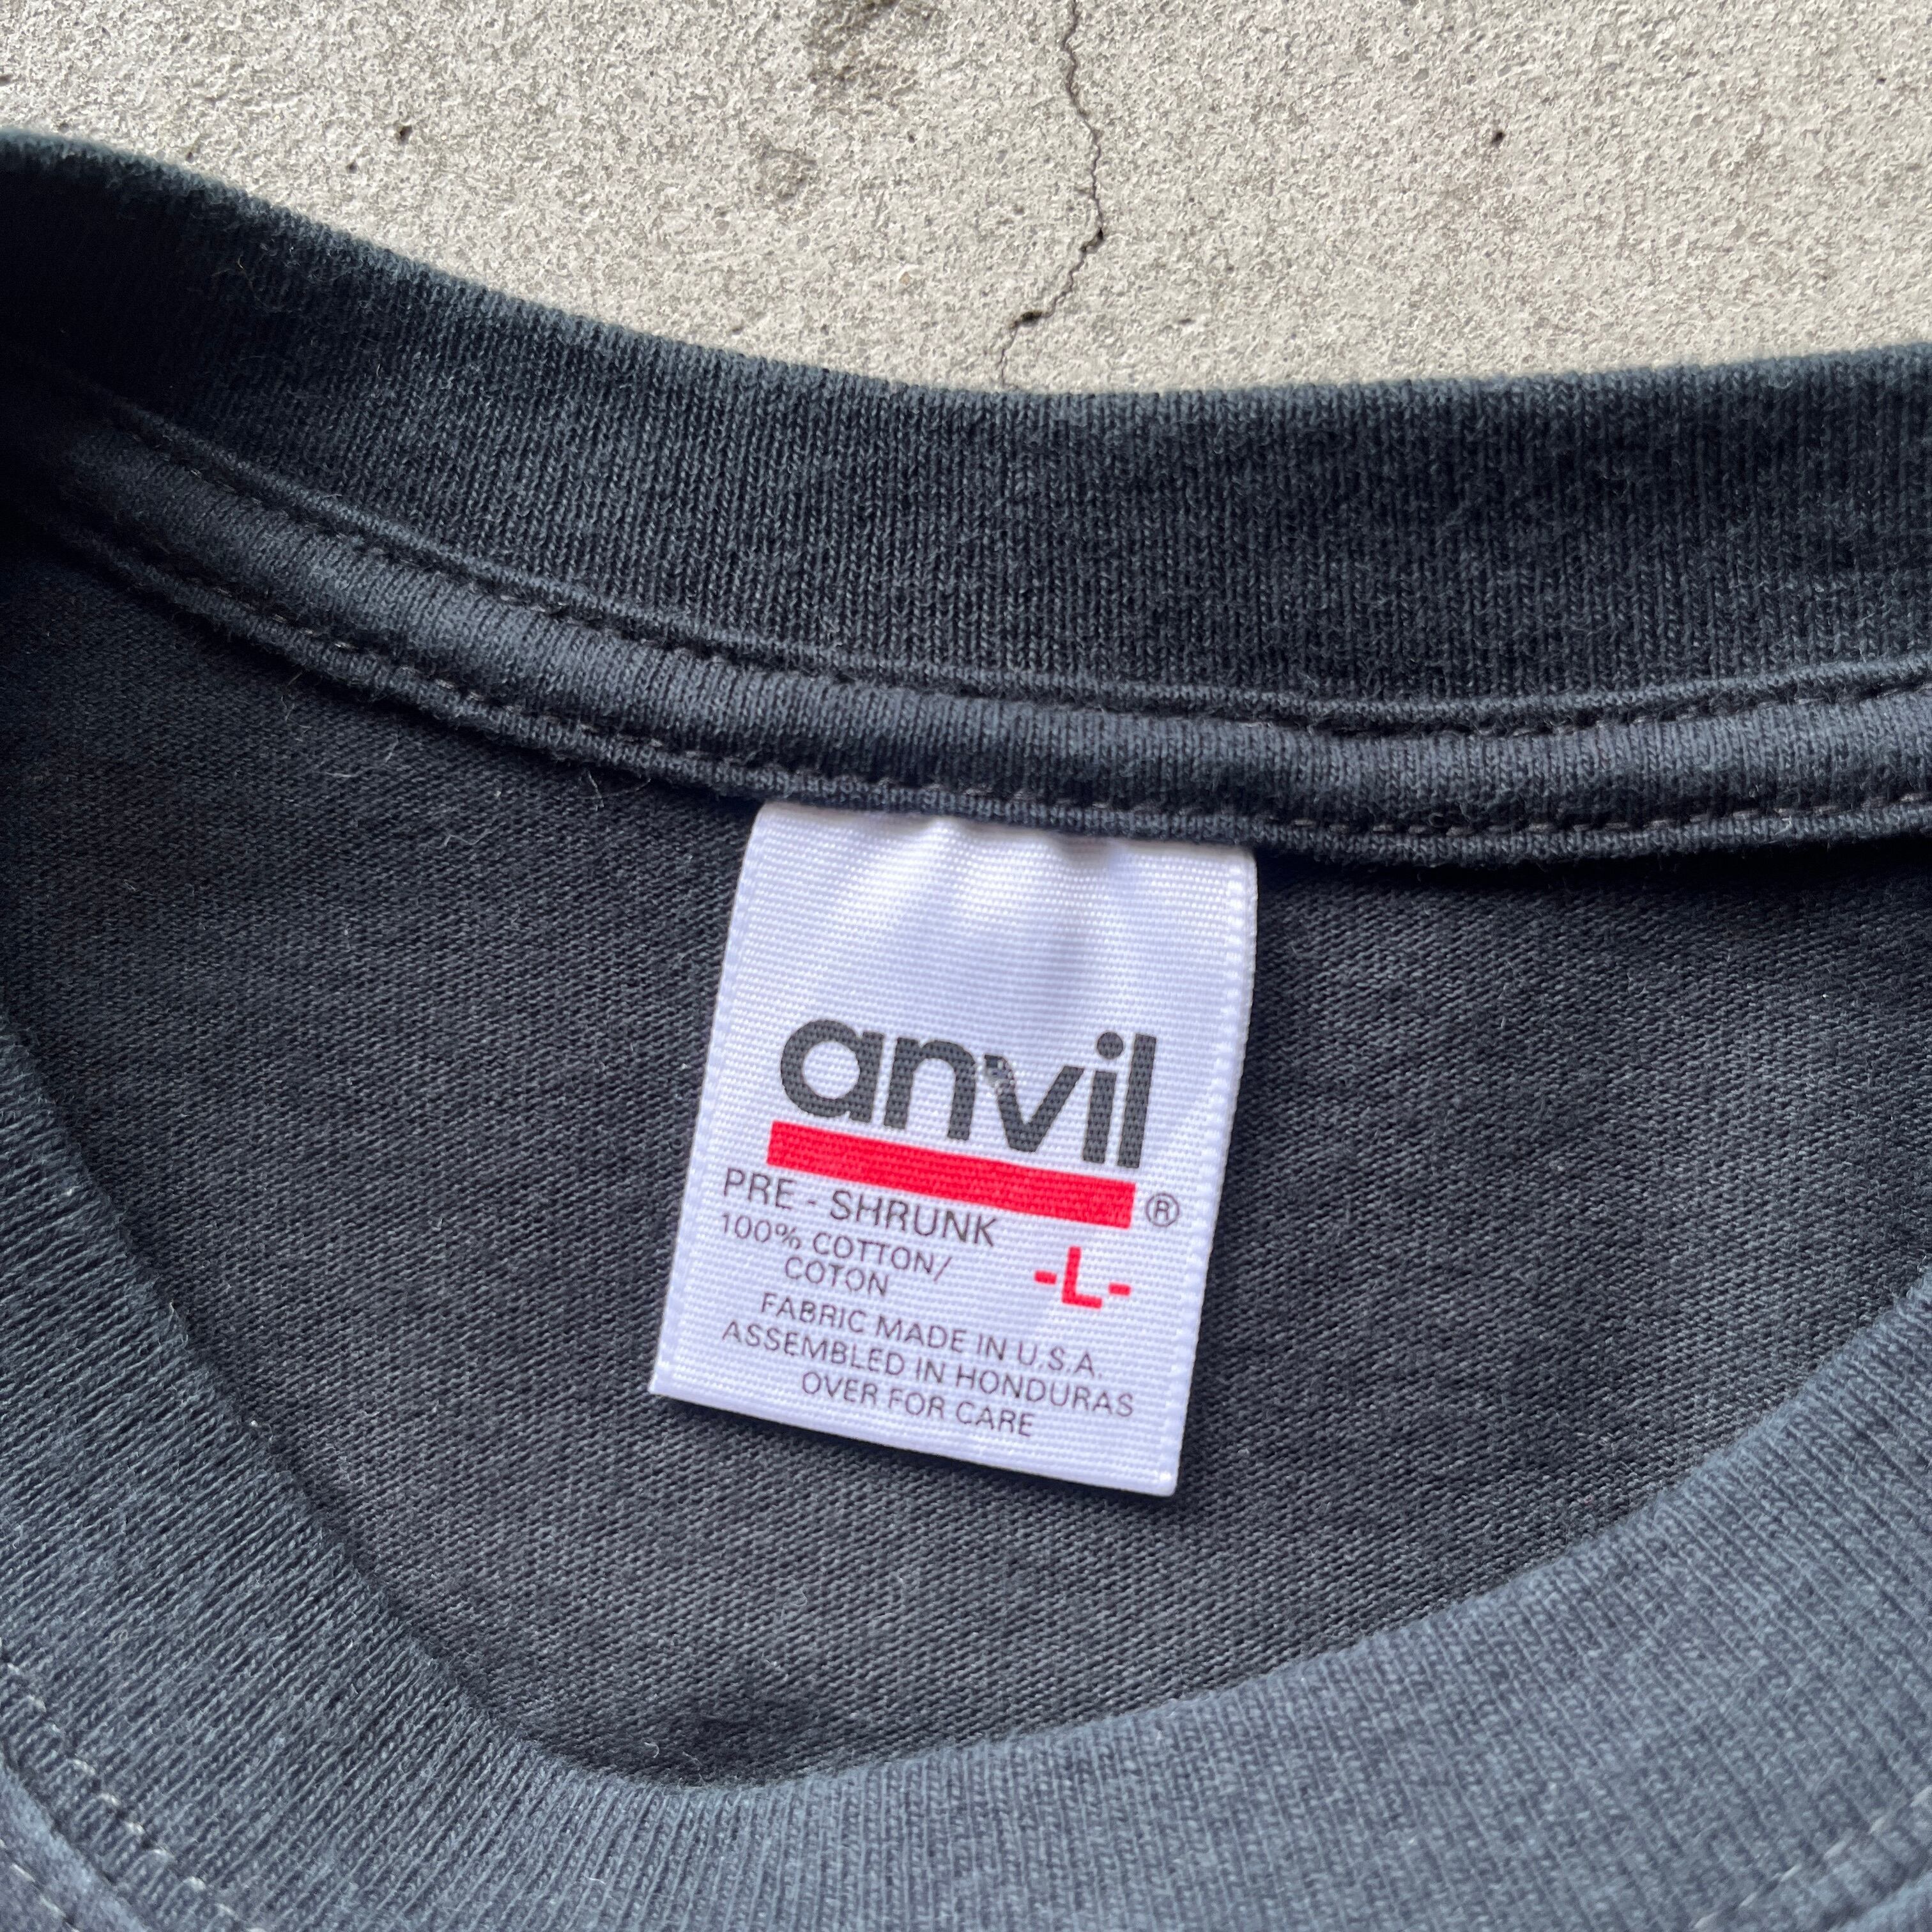 anvil
®
PRE - SHRUNK
100% COTTON/
COTON
-L-
FABRIC MADE IN U.S.A.
ASSEMBLED IN HONDURAS
OVER FOR CARE